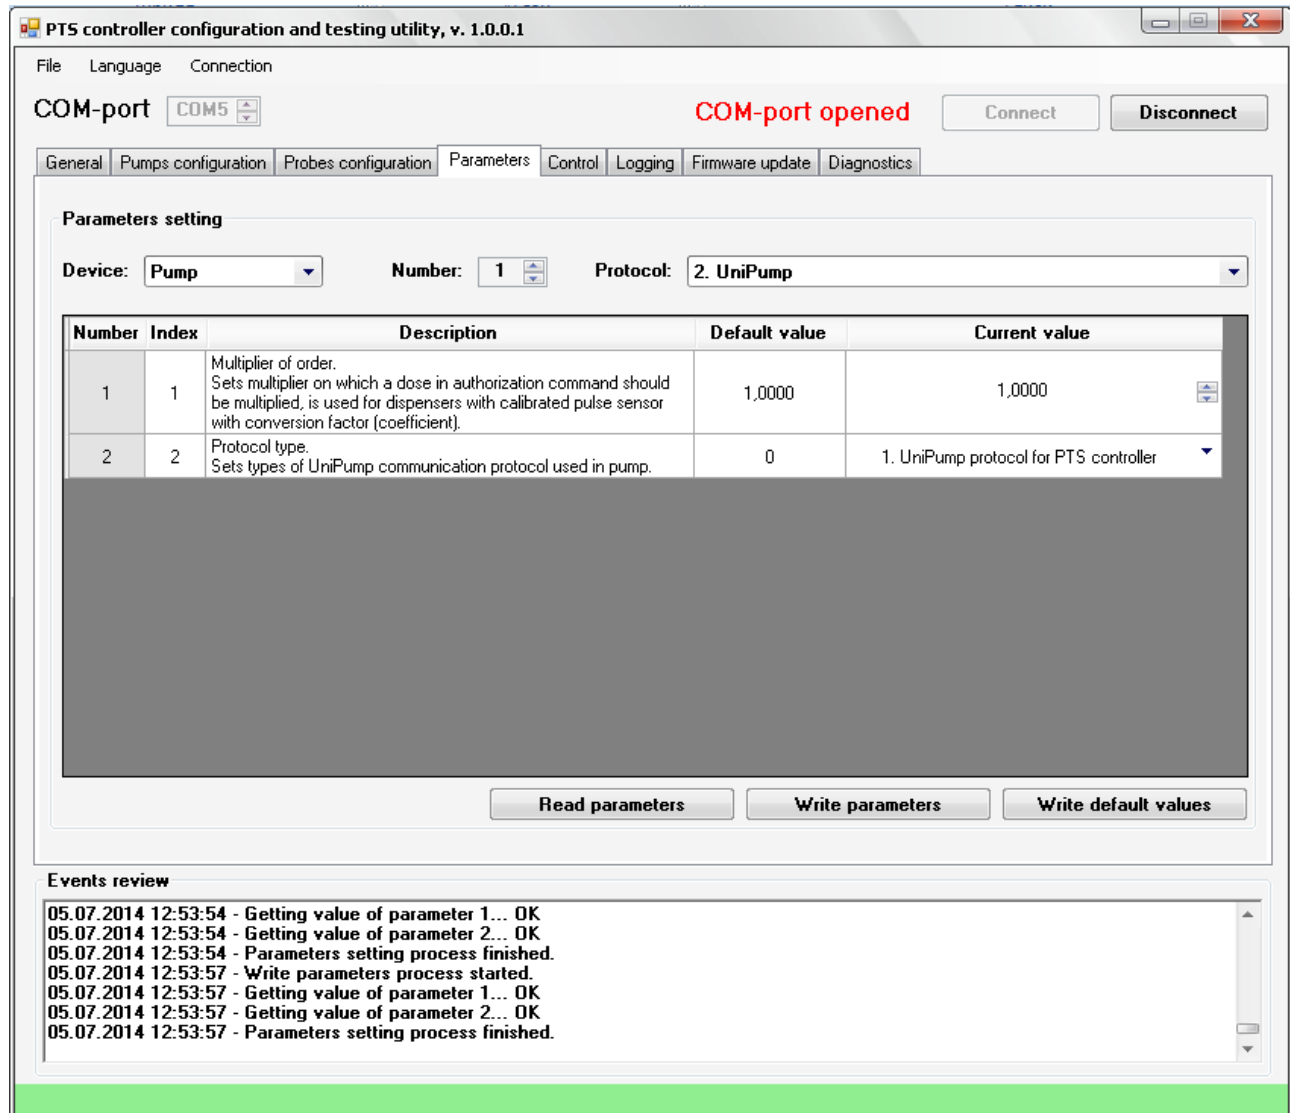 PTS controller configuration and testing utility, v. 1.0.0.1
File Language Connection
COM-port COM5 COM-port opened Connect Disconnect
General Pumps configuration Probes configuration Parameters Control Logging Firmware update Diagnostics
Parameters setting
Device: Pump Number: 1 Protocol: 2. UniPump
Number Index Description Default value Current value
Multiplier of order.
Sets multiplier on which a dose in authorization command should
1 1 be multiplied, is used for dispensers with calibrated pulse sensor 1,0000 1,0000
with conversion factor (coefficient).
Protocol type.
2 2 Sets types of UniPump communication protocol used in pump. 0 1. UniPump protocol for PTS controller
Read parameters Write parameters Write default values
Events review
05.07.2014 12:53:54 - Getting value of parameter 1... OK
05.07.2014 12:53:54 - Getting value of parameter 2... OK
05.07.2014 12:53:54 - Parameters setting process finished.
05.07.2014 12:53:57 - Write parameters process started.
05.07.2014 12:53:57 - Getting value of parameter 1... OK
05.07.2014 12:53:57 - Getting value of parameter 2... OK
05.07.2014 12:53:57 - Parameters setting process finished.